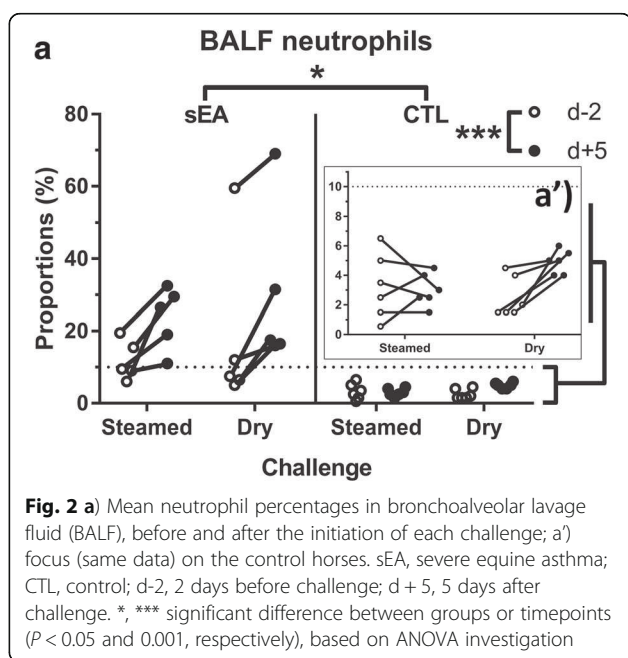 a
BALF neutrophils
*
sEA
CTL
d-2
***
d+5
80
60
40
20
0
Proportions (%)
a')
10
8
6
4
2
0
Steamed
Dry
Steamed
Dry
Steamed
Dry
Challenge
Fig. 2 a) Mean neutrophil percentages in bronchoalveolar lavage
fluid (BALF), before and after the initiation of each challenge; a')
focus (same data) on the control horses. sEA, severe equine asthma;
CTL, control; d-2, 2 days before challenge; d + 5, 5 days after
challenge. *, *** significant difference between groups or timepoints
(P < 0.05 and 0.001, respectively), based on ANOVA investigation